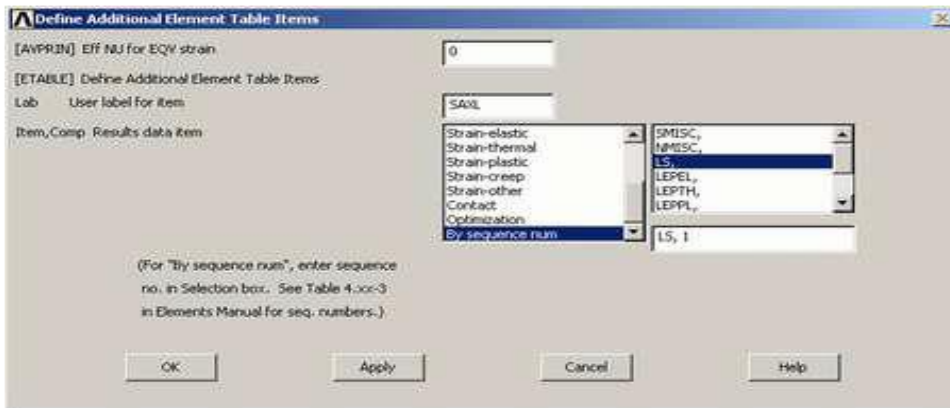 Define Additional Element Table Items
[AVPRIN] Eff NU for EQV strain
0
[ETABLE] Define Additional Element Table Items
Lab User label for item
SAXL
Item,Comp Results data item
Strain-elastic
Strain-thermal
Strain-plastic
Strain-creep
Strain-other
Contact
Optimization
By sequence num
SMISC,
NMISC,
LS,
LEPEL,
LEPTH,
LEPPL,
LS, 1
(For "By sequence num", enter sequence
no. in Selection box. See Table 4.xx-3
in Elements Manual for seq. numbers.)
OK
Apply
Cancel
Help